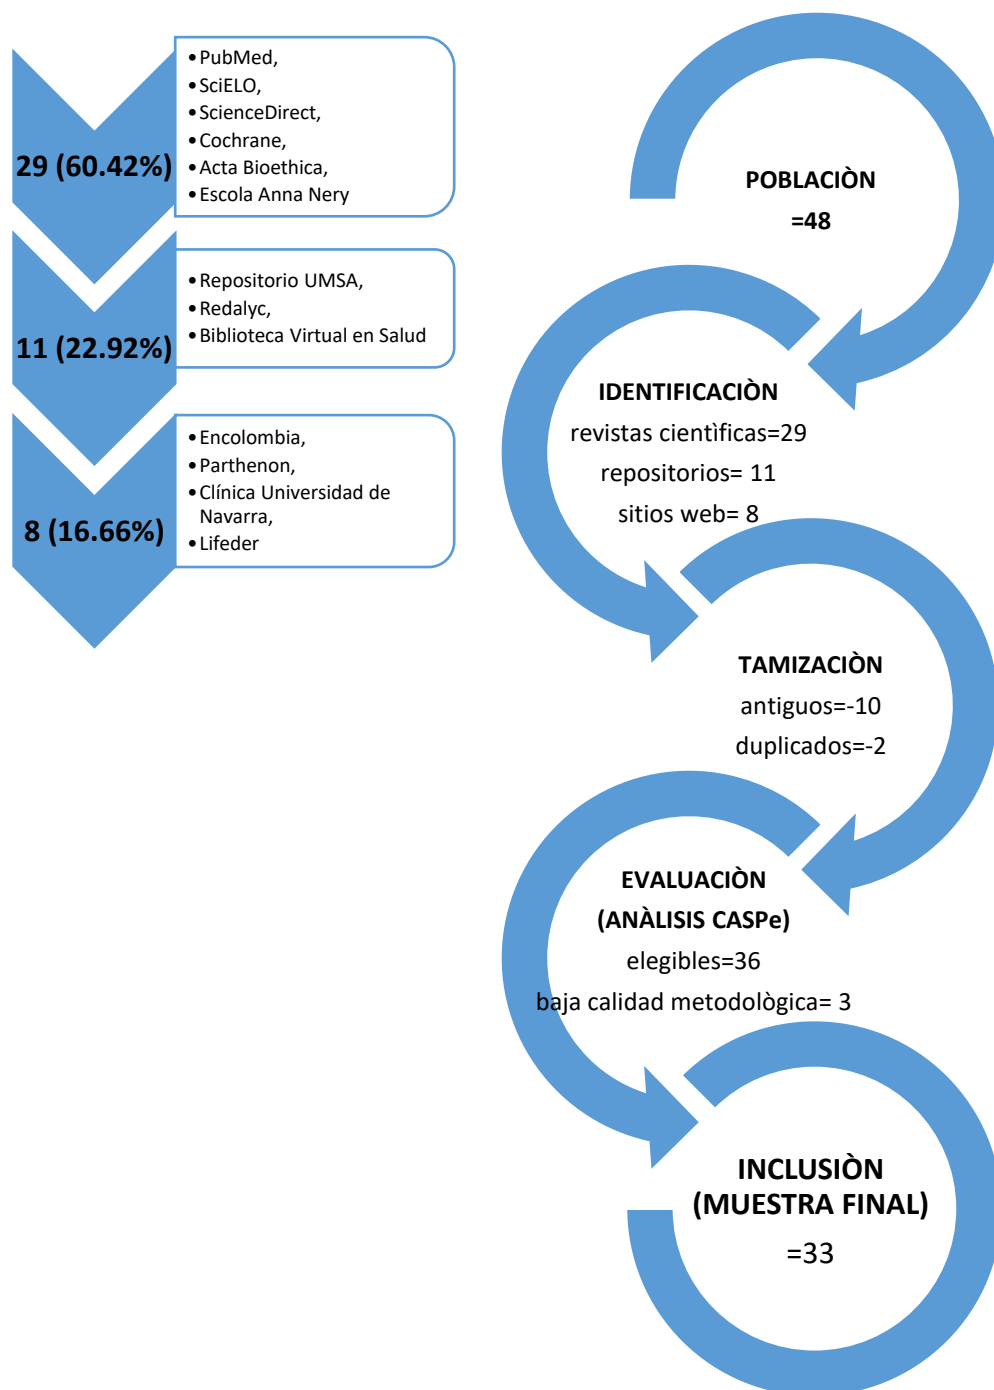 29 (60.42%)
•PubMed,
•SciELO,
•ScienceDirect,
•Cochrane,
•Acta Bioethica,
•Escola Anna Nery
11 (22.92%)
•Repositorio UMSA,
•Redalyc,
•Biblioteca Virtual en Salud
8 (16.66%)
•Encolombia,
•Parthenon,
•Clínica Universidad de
Navarra,
•Lifeder
POBLACIÒN
=48
IDENTIFICACIÒN
revistas cientìficas=29
repositorios= 11
sitios web= 8
TAMIZACIÒN
antiguos=-10
duplicados=-2
EVALUACIÒN
(ANÀLISIS CASPe)
elegibles=36
baja calidad metodològica= 3
INCLUSIÒN
(MUESTRA FINAL)
=33